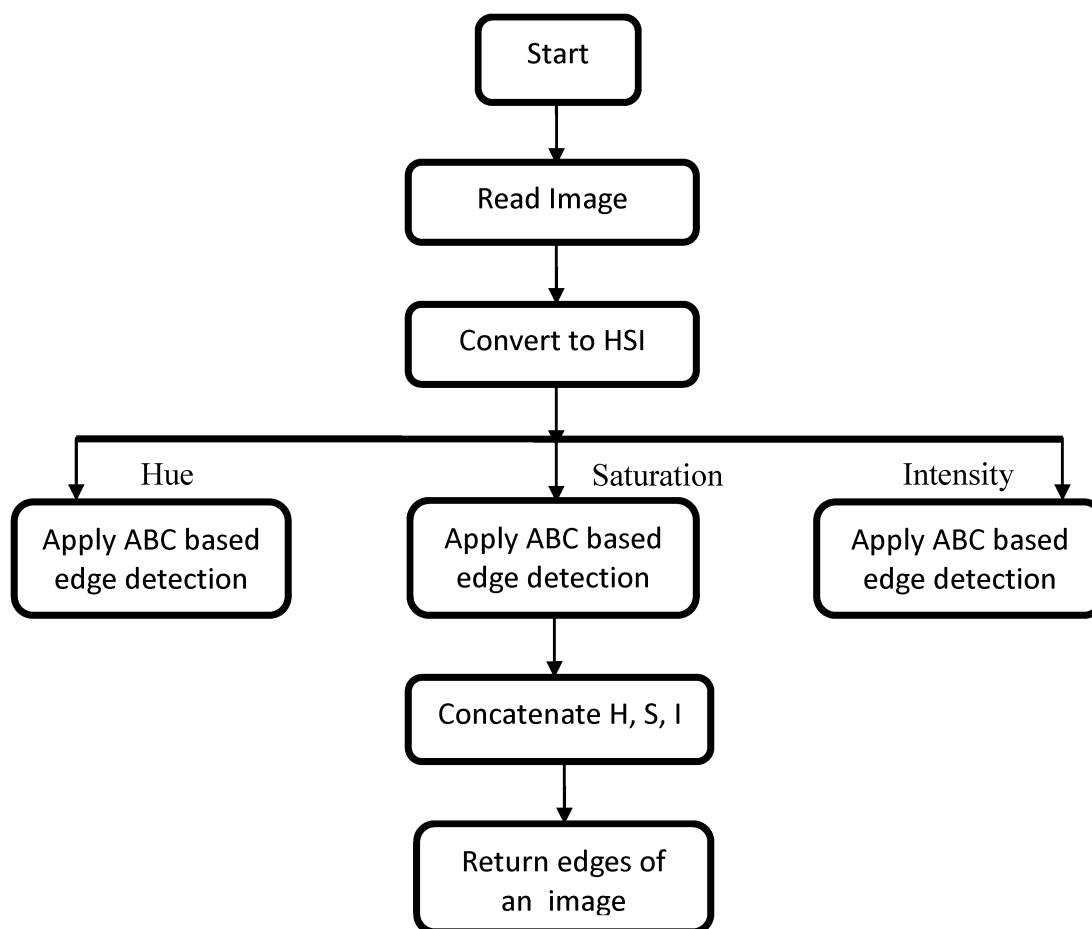 Start
Read Image
Convert to HSI
Hue
Saturation
Intensity
Apply ABC based
edge detection
Apply ABC based
edge detection
Apply ABC based
edge detection
Concatenate H, S, I
Return edges of
an image